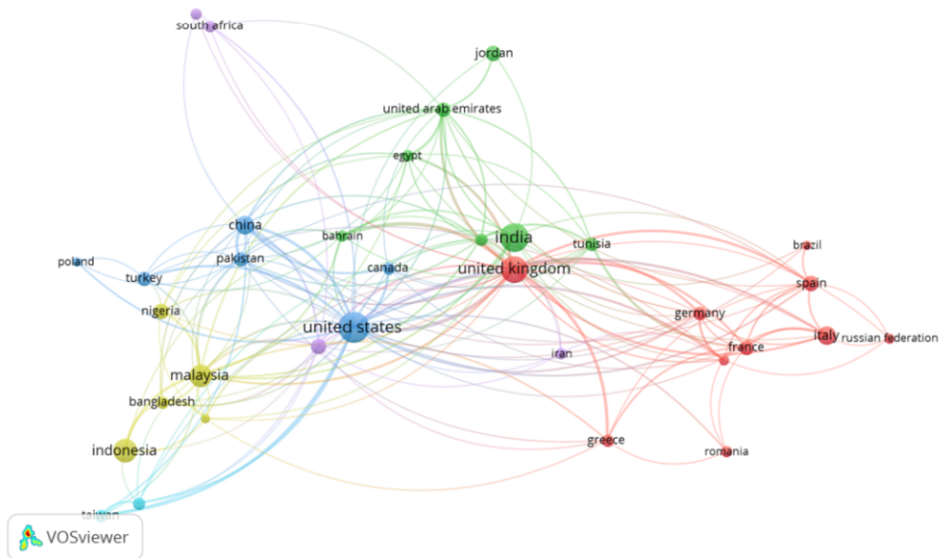 south africa
jordan
united arab emirates
egypt
china
bahrain
india
tunisia
brazil
poland
pakistan
canada
united kingdom
turkey
spain
nigeria
germany
united states
italy
russian federation
france
iran
malaysia
bangladesh
greece
indonesia
romania
taiwan
VOSviewer